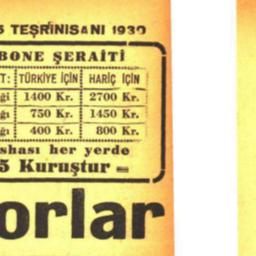 5 TEŞRİNİSANİ 1930
BONE ŞERAİTİ
T: TÜRKİYE İÇİN HARİÇ İÇİN
ği 1400 Kr. 2700 Kr.
ğı 750 Kr. 1450 Kr.
ğı 400 Kr. 800 Kr.
shası her yerde
5 Kuruştur
orlar